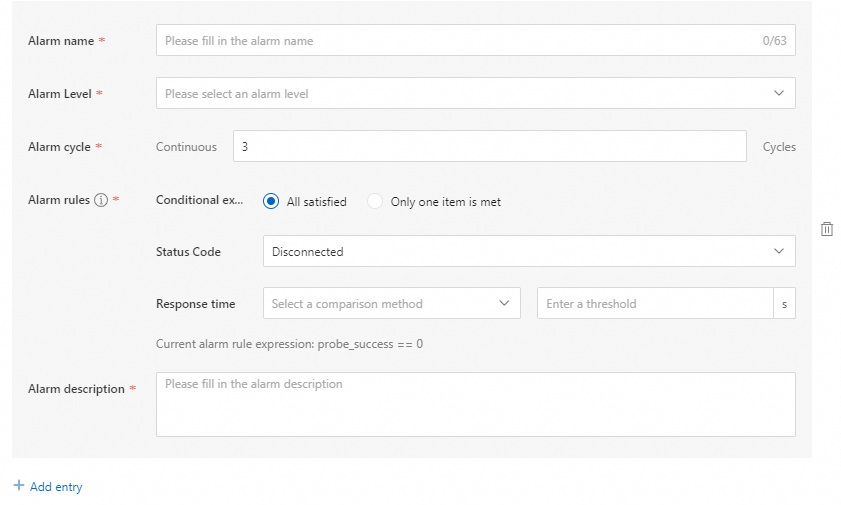 Alarm name * Please fill in the alarm name 0/63
Alarm Level * Please select an alarm level
Alarm cycle * Continuous 3 Cycles
Alarm rules * Conditional ex... All satisfied Only one item is met
Status Code Disconnected
Response time Select a comparison method Enter a threshold s
Current alarm rule expression: probe_success == 0
Alarm description * Please fill in the alarm description
+ Add entry